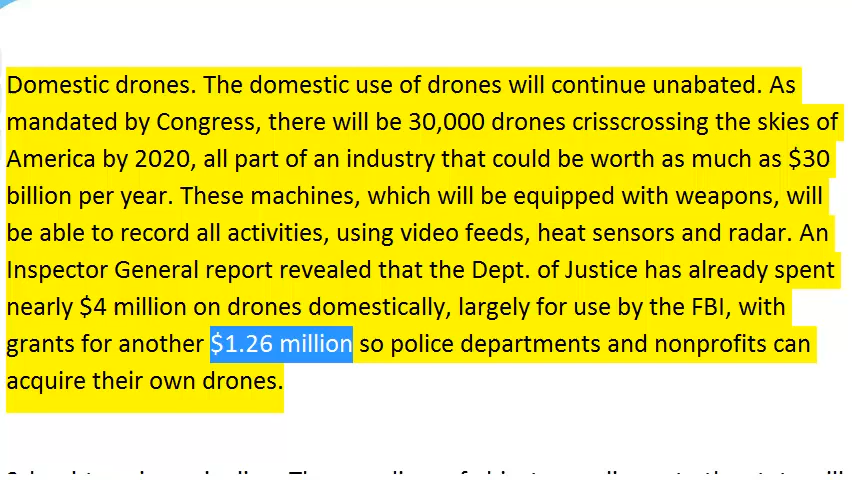 Domestic drones. The domestic use of drones will continue unabated. As
mandated by Congress, there will be 30,000 drones crisscrossing the skies of
America by 2020, all part of an industry that could be worth as much as $30
billion per year. These machines, which will be equipped with weapons, will
be able to record all activities, using video feeds, heat sensors and radar. An
Inspector General report revealed that the Dept. of Justice has already spent
nearly $4 million on drones domestically, largely for use by the FBI, with
grants for another $1.26 million so police departments and nonprofits can
acquire their own drones.